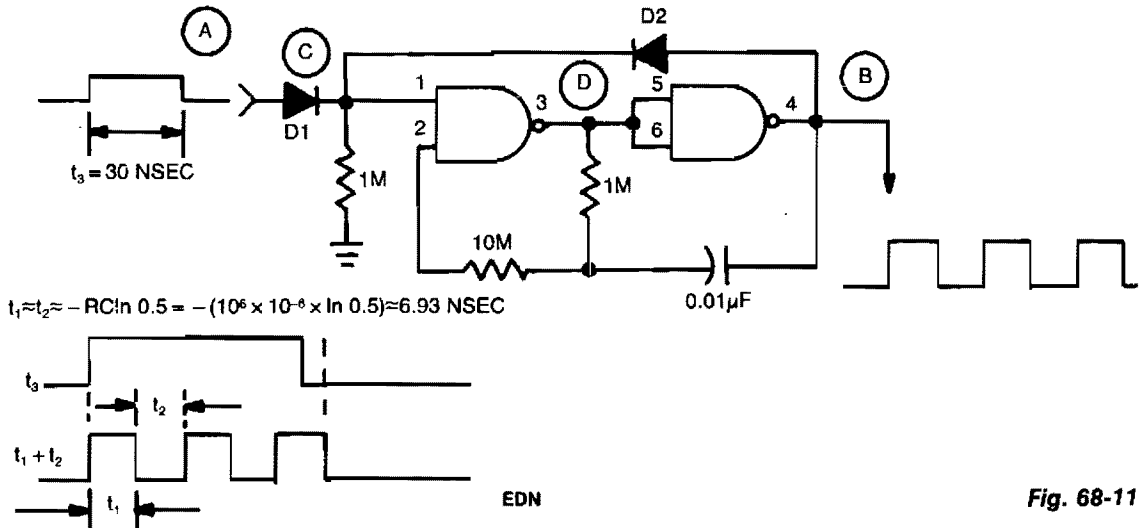 A
C
D2
D
B
1
3
5
4
2
6
D1
t₃ = 30 NSEC
1M
1M
10M
0.01µF
t₁≈t₂≈ – RCln 0.5 = – (10⁶ × 10⁻⁶ × ln 0.5)≈6.93 NSEC
t₃
t₂
t₁ + t₂
t₁
EDN
Fig. 68-11